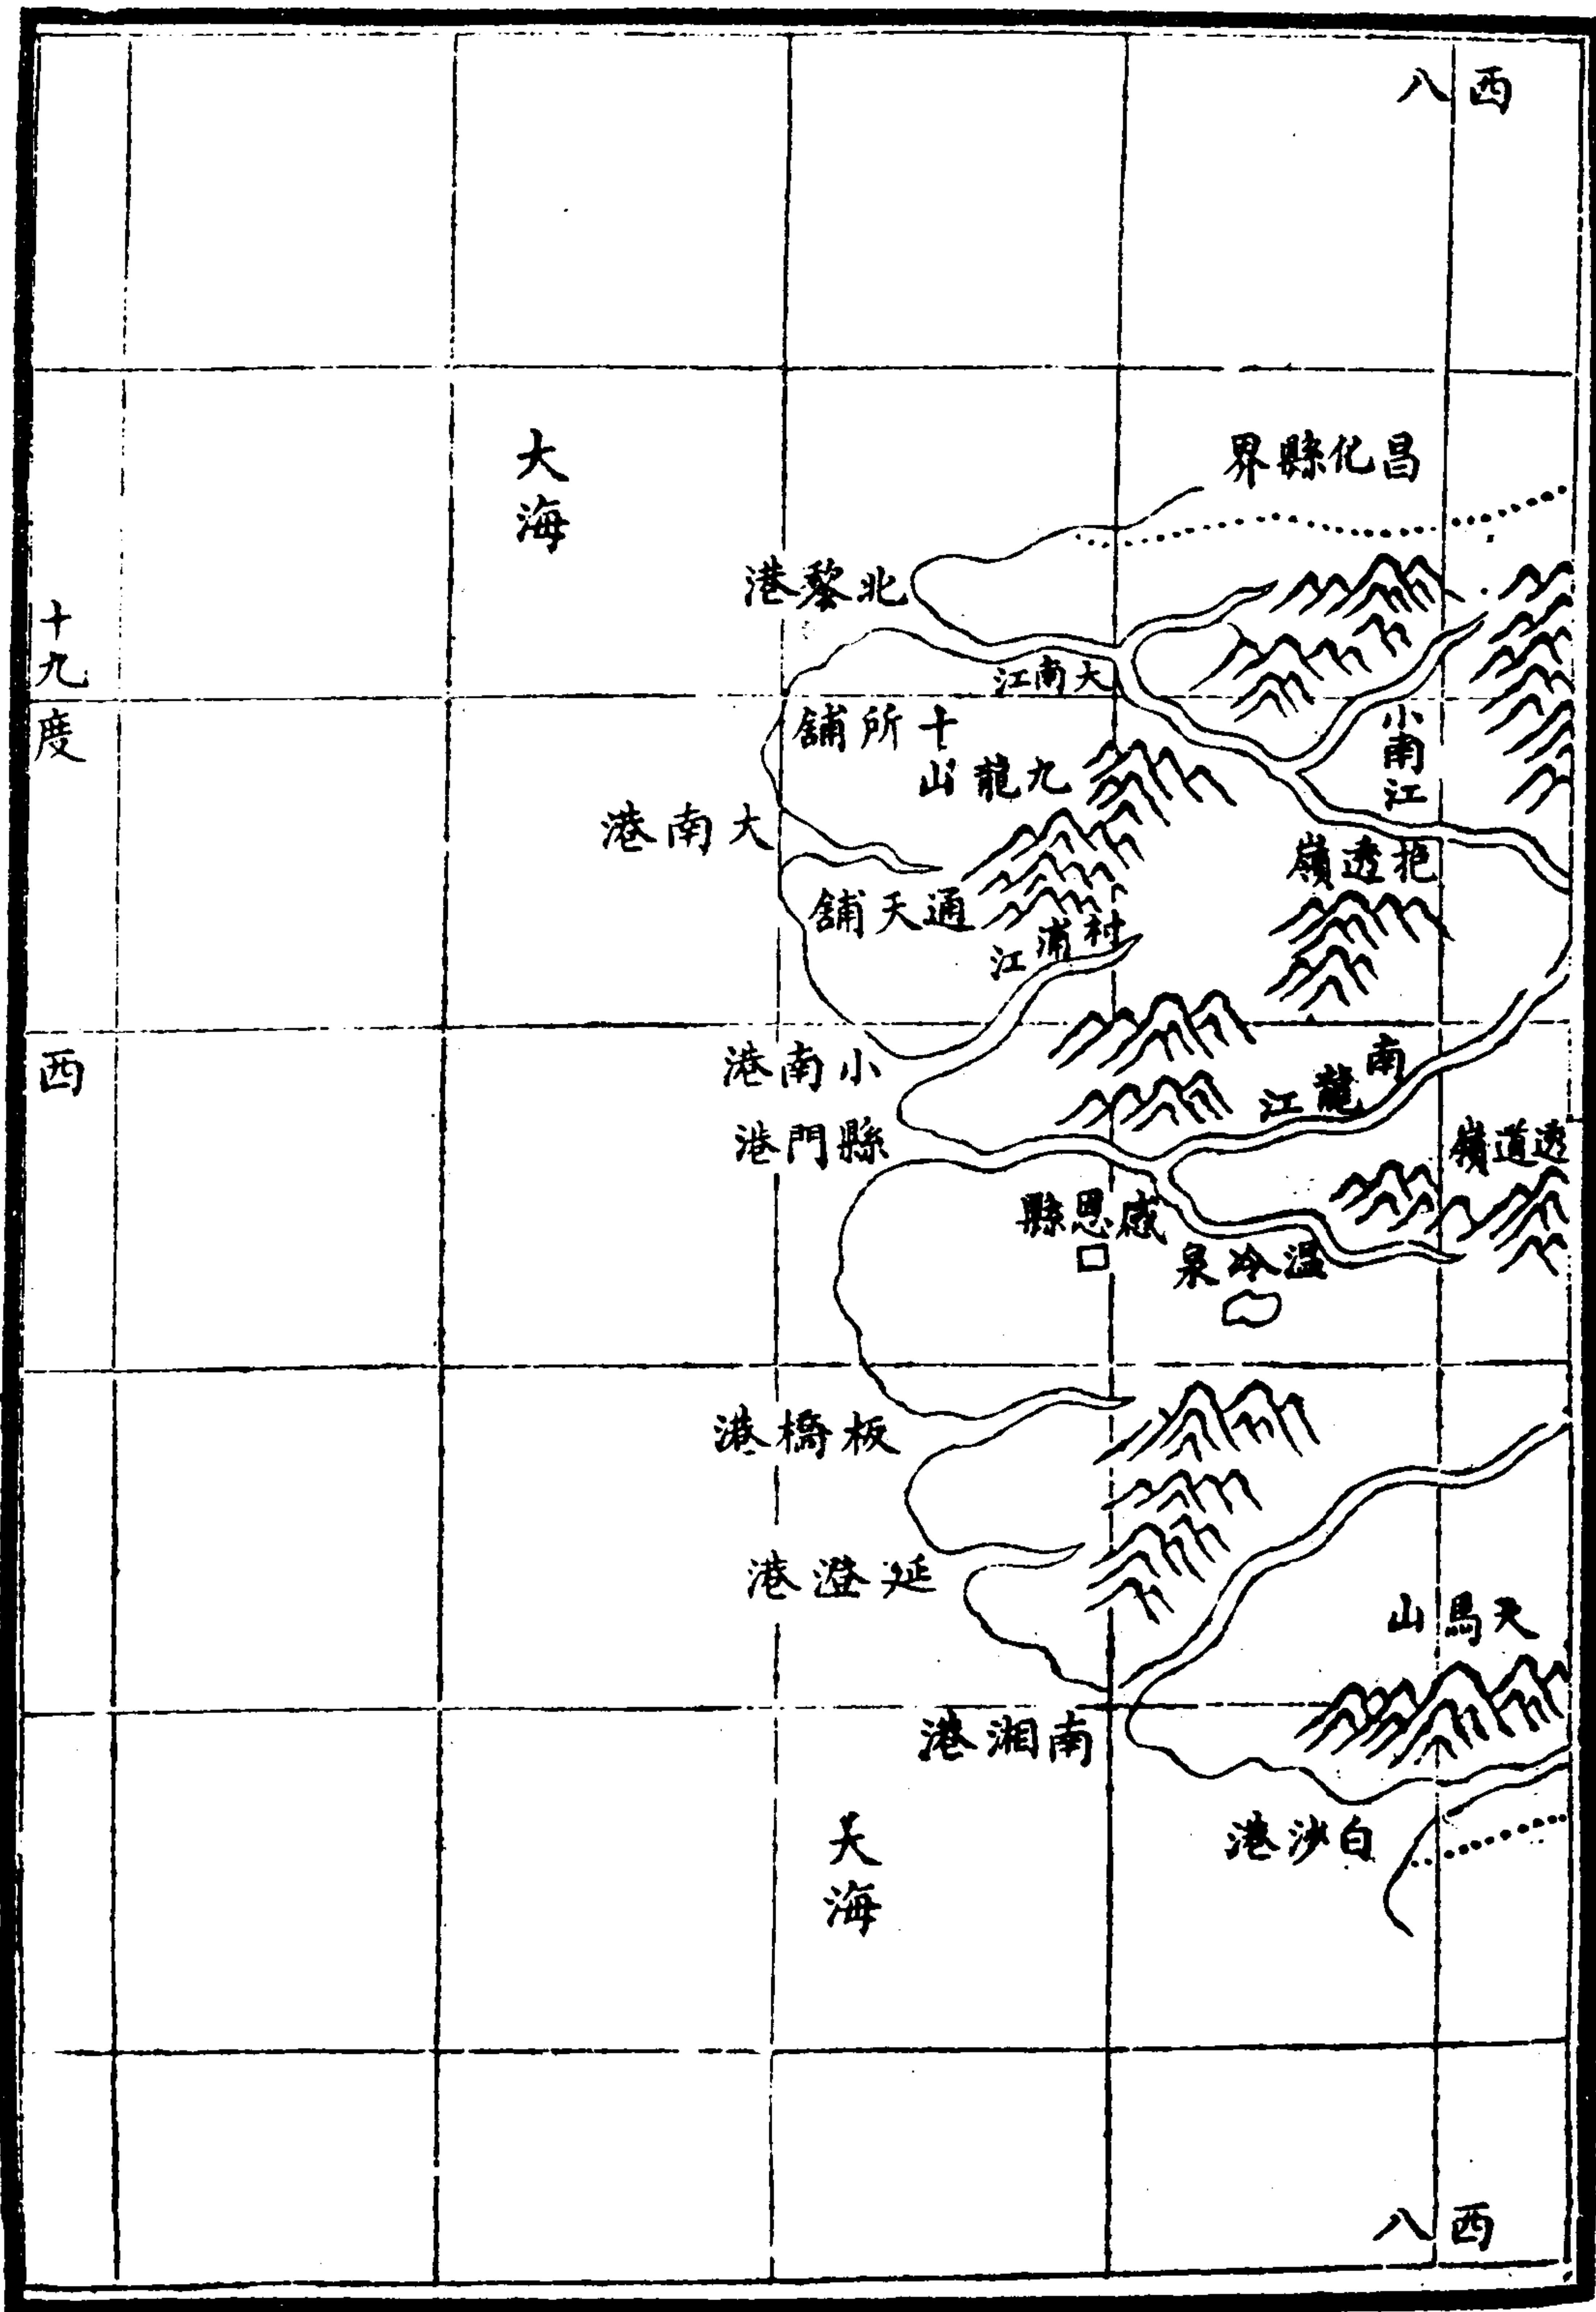 西八
昌化縣界
大海
北黎港
十九度
大南江
小南江
十所舖
九龍山
大南港
透嶺
通天舖
村浦江
小南港
南龍江
西
縣門港
透道嶺
感恩縣
溫冷泉
板橋港
延澄港
天馬山
南湘港
白沙港
大海
西八